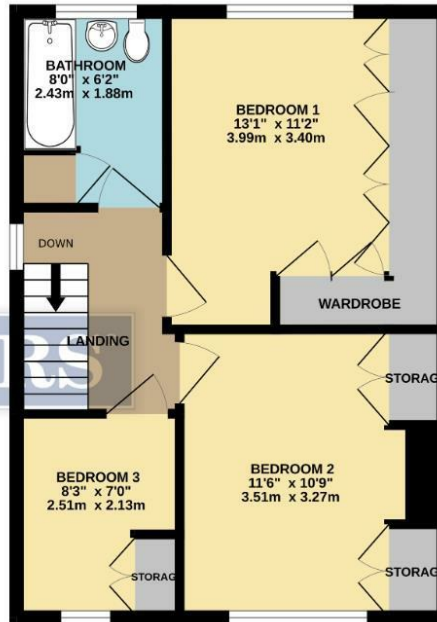 BATHROOM
8'0" x 6'2"
2.43m x 1.88m
BEDROOM 1
13'1" x 11'2"
3.99m x 3.40m
DOWN
WARDROBE
LANDING
STORAG
BEDROOM 3
8'3" x 7'0"
2.51m x 2.13m
BEDROOM 2
11'6" x 10'9"
3.51m x 3.27m
STORAG
STORAG